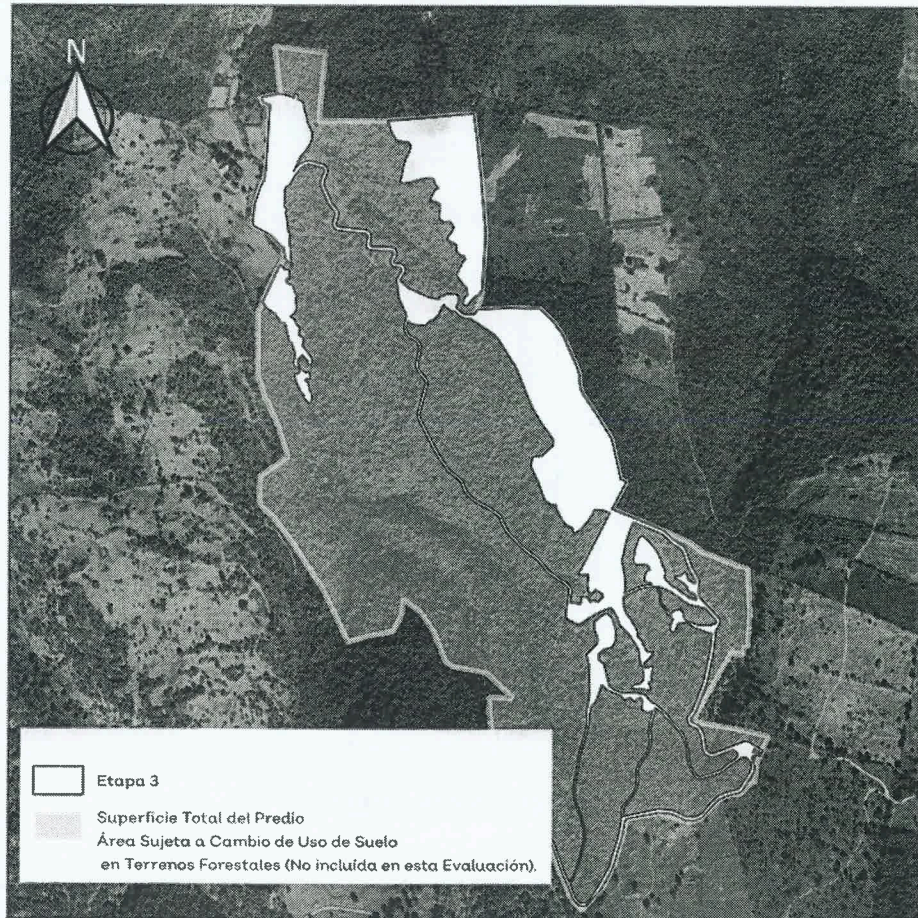 N
Etapa 3
Superficie Total del Predio
Área Sujeta a Cambio de Uso de Suelo
en Terrenos Forestales (No incluída en esta Evaluación).